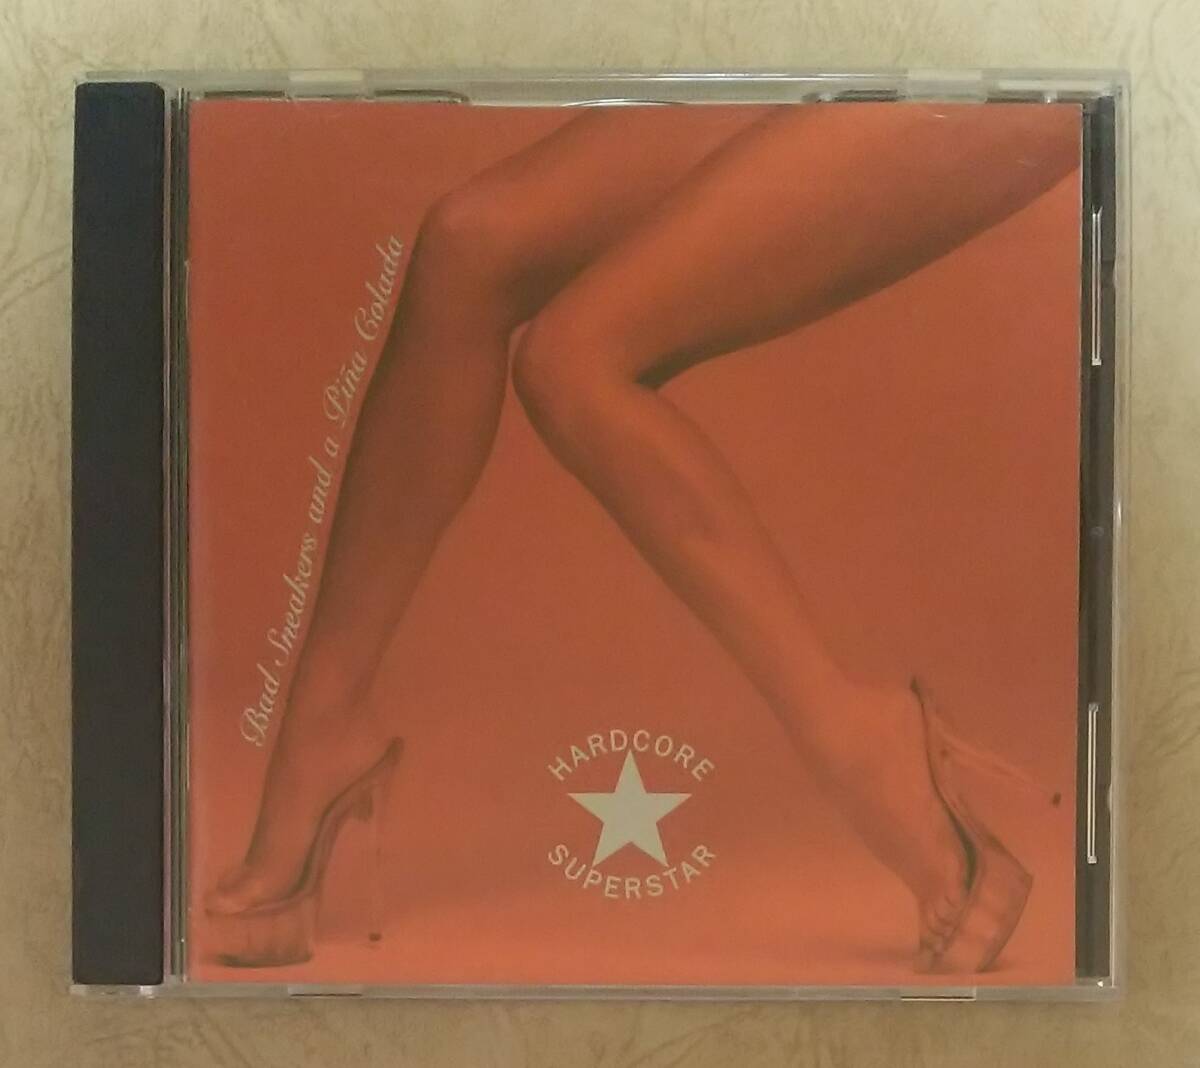 Bad Sneakers and a Piña Colada
HARDCORE
SUPERSTAR